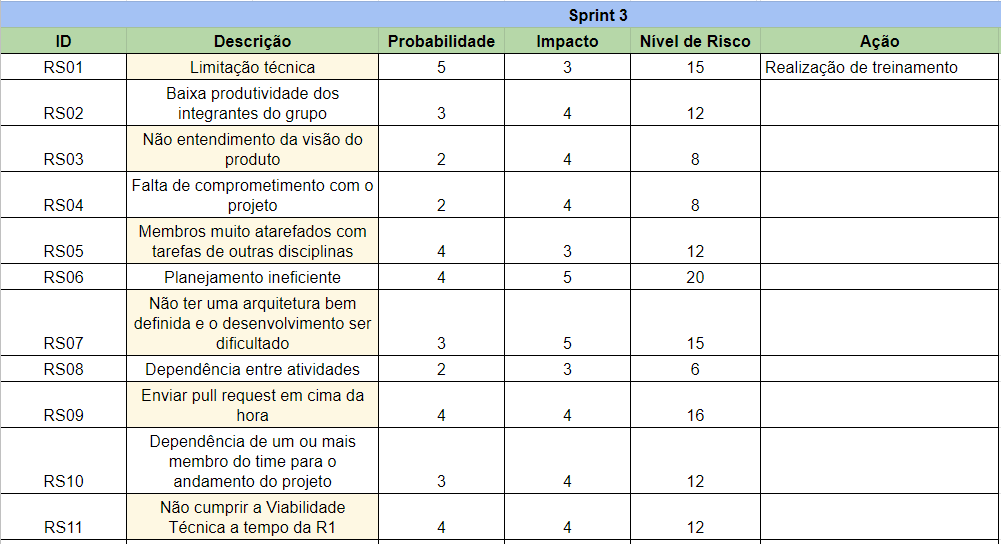 Sprint 3
ID Descrição Probabilidade Impacto Nível de Risco Ação
RS01 Limitação técnica 5 3 15 Realização de treinamento
Baixa produtividade dos
RS02 integrantes do grupo 3 4 12
Não entendimento da visão do
RS03 produto 2 4 8
Falta de comprometimento com o
RS04 projeto 2 4 8
Membros muito atarefados com
RS05 tarefas de outras disciplinas 4 3 12
RS06 Planejamento ineficiente 4 5 20
Não ter uma arquitetura bem
definida e o desenvolvimento ser
RS07 dificultado 3 5 15
RS08 Dependência entre atividades 2 3 6
Enviar pull request em cima da
RS09 hora 4 4 16
Dependência de um ou mais
membro do time para o
RS10 andamento do projeto 3 4 12
Não cumprir a Viabilidade
RS11 Técnica a tempo da R1 4 4 12